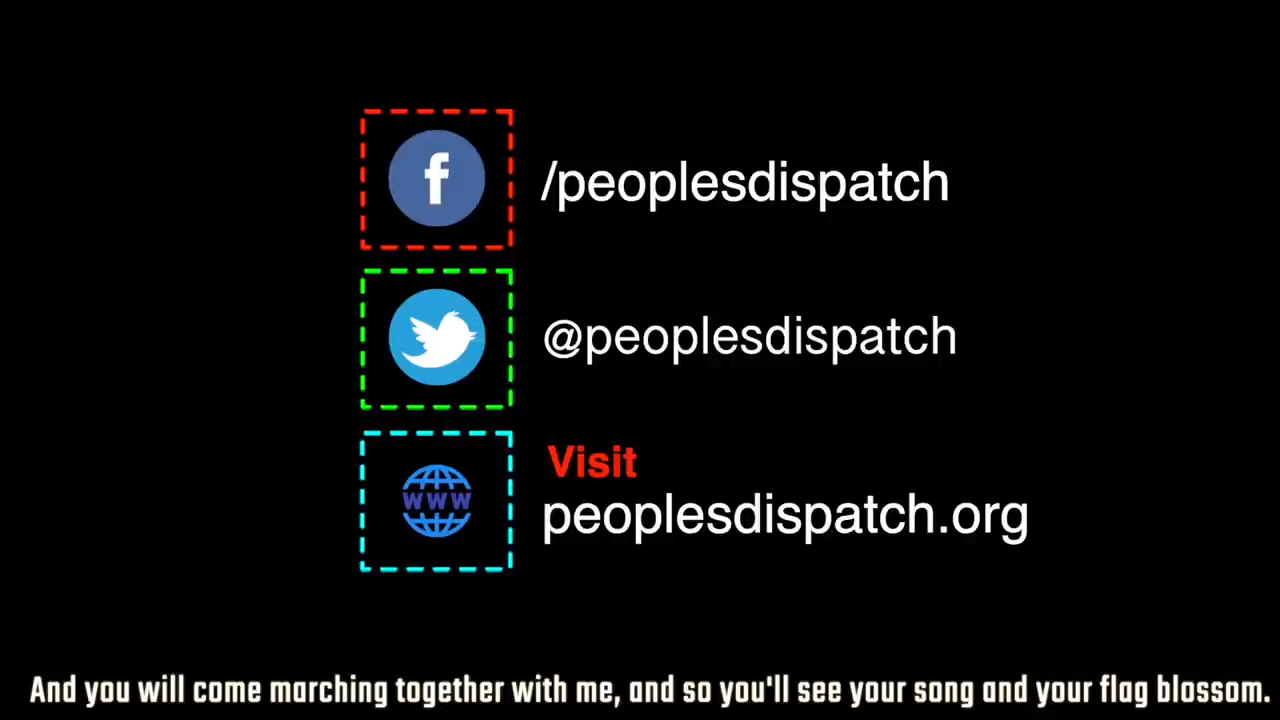 f
/peoplesdispatch
@peoplesdispatch
Visit
WWW
peoplesdispatch.org
And you will come marching together with me, and so you'll see your song and your flag blossom.